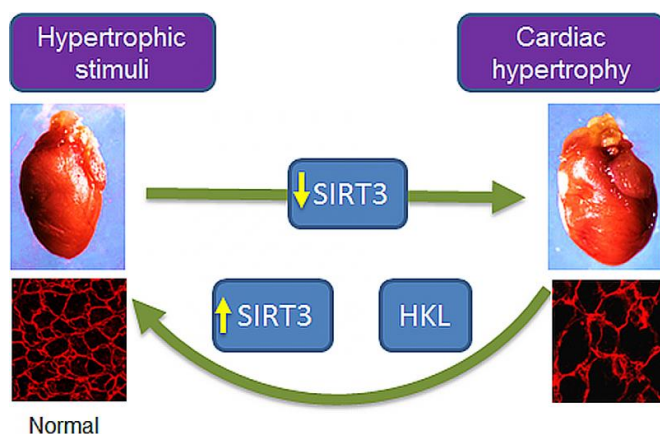 Hypertrophic
stimuli
Cardiac
hypertrophy
SIRT3
SIRT3
HKL
Normal